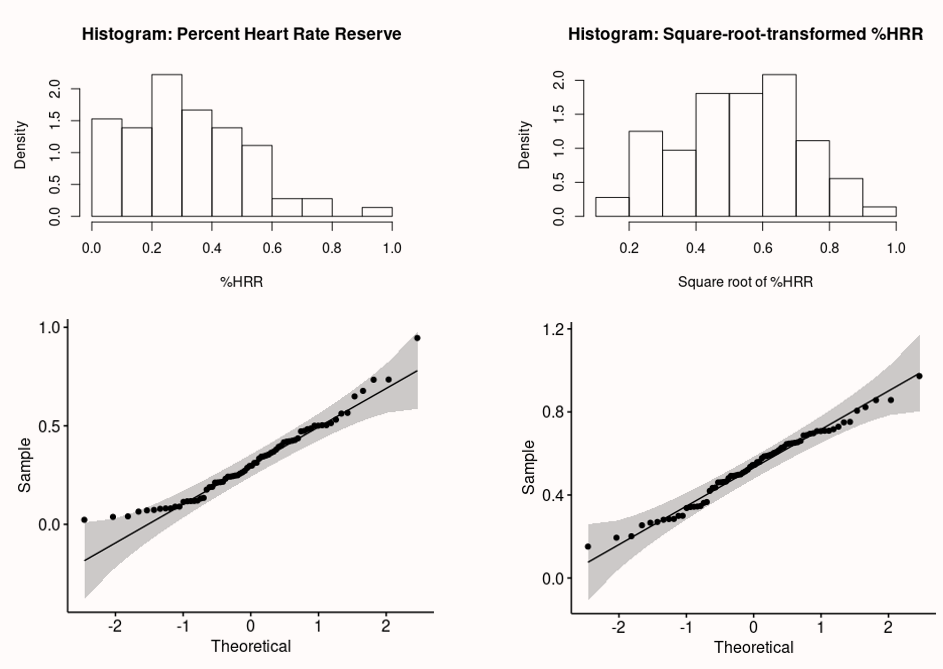 Histogram: Percent Heart Rate Reserve
Density
0.0 0.5 1.0 1.5 2.0
0.0 0.2 0.4 0.6 0.8 1.0
%HRR
Histogram: Square-root-transformed %HRR
Density
0.0 0.5 1.0 1.5 2.0
0.2 0.4 0.6 0.8 1.0
Square root of %HRR
1.0
0.5
0.0
Sample
-2 -1 0 1 2
Theoretical
1.2
0.8
0.4
0.0
Sample
-2 -1 0 1 2
Theoretical